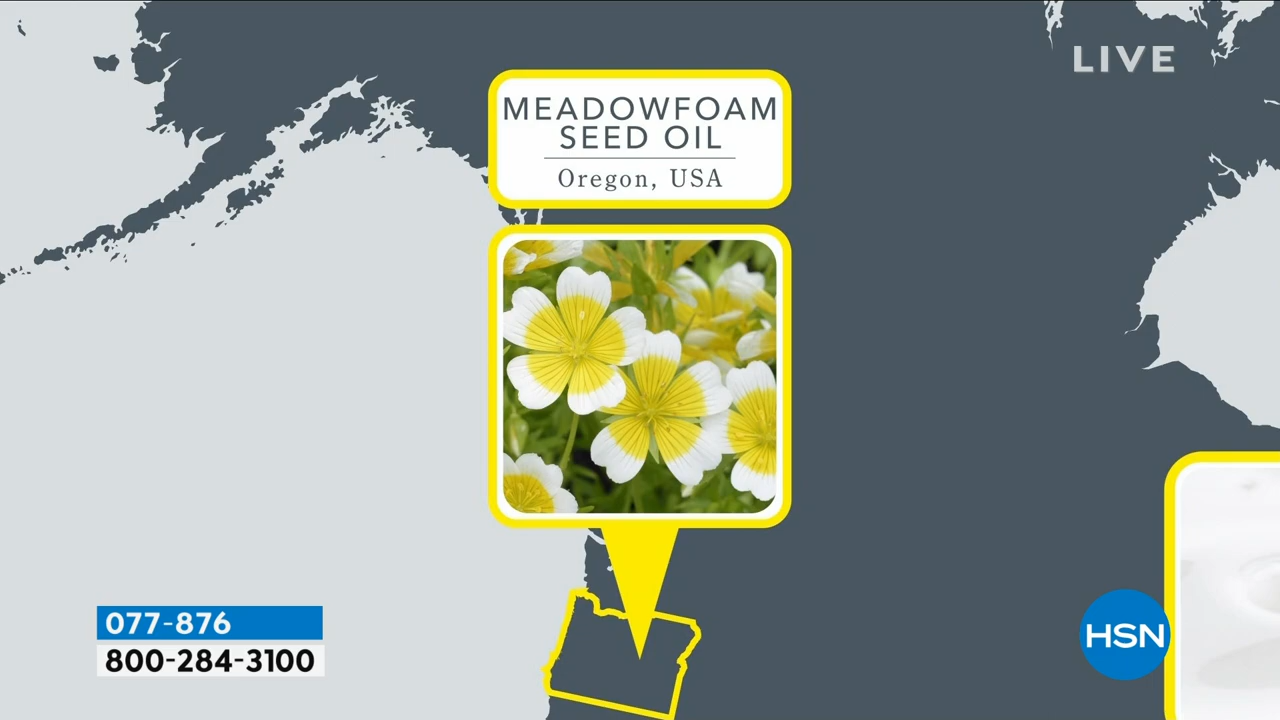 LIVE
MEADOWFOAM
SEED OIL
Oregon, USA
077-876
800-284-3100
HSN